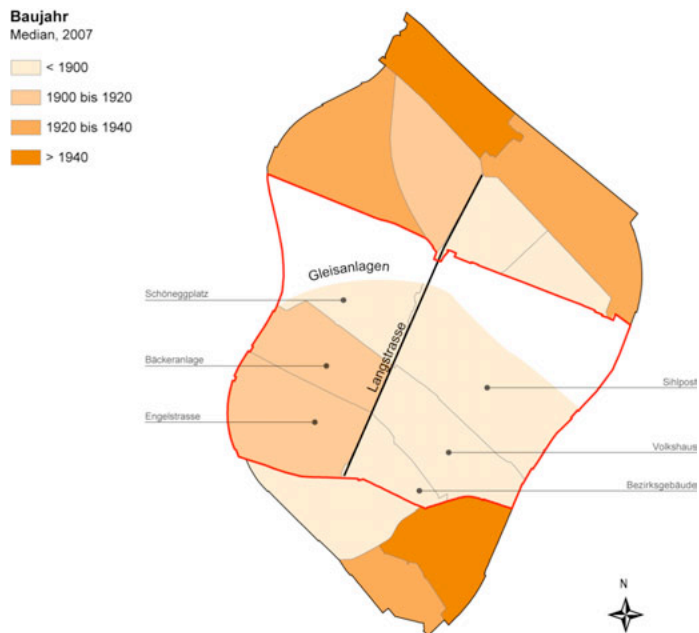 Baujahr
Median, 2007
< 1900
1900 bis 1920
1920 bis 1940
> 1940
Gleisanlagen
Schöneggplatz
Langstrasse
Bäckeranlage
Sihlpost
Engelstrasse
Volkshaus
Bezirksgebäude
N